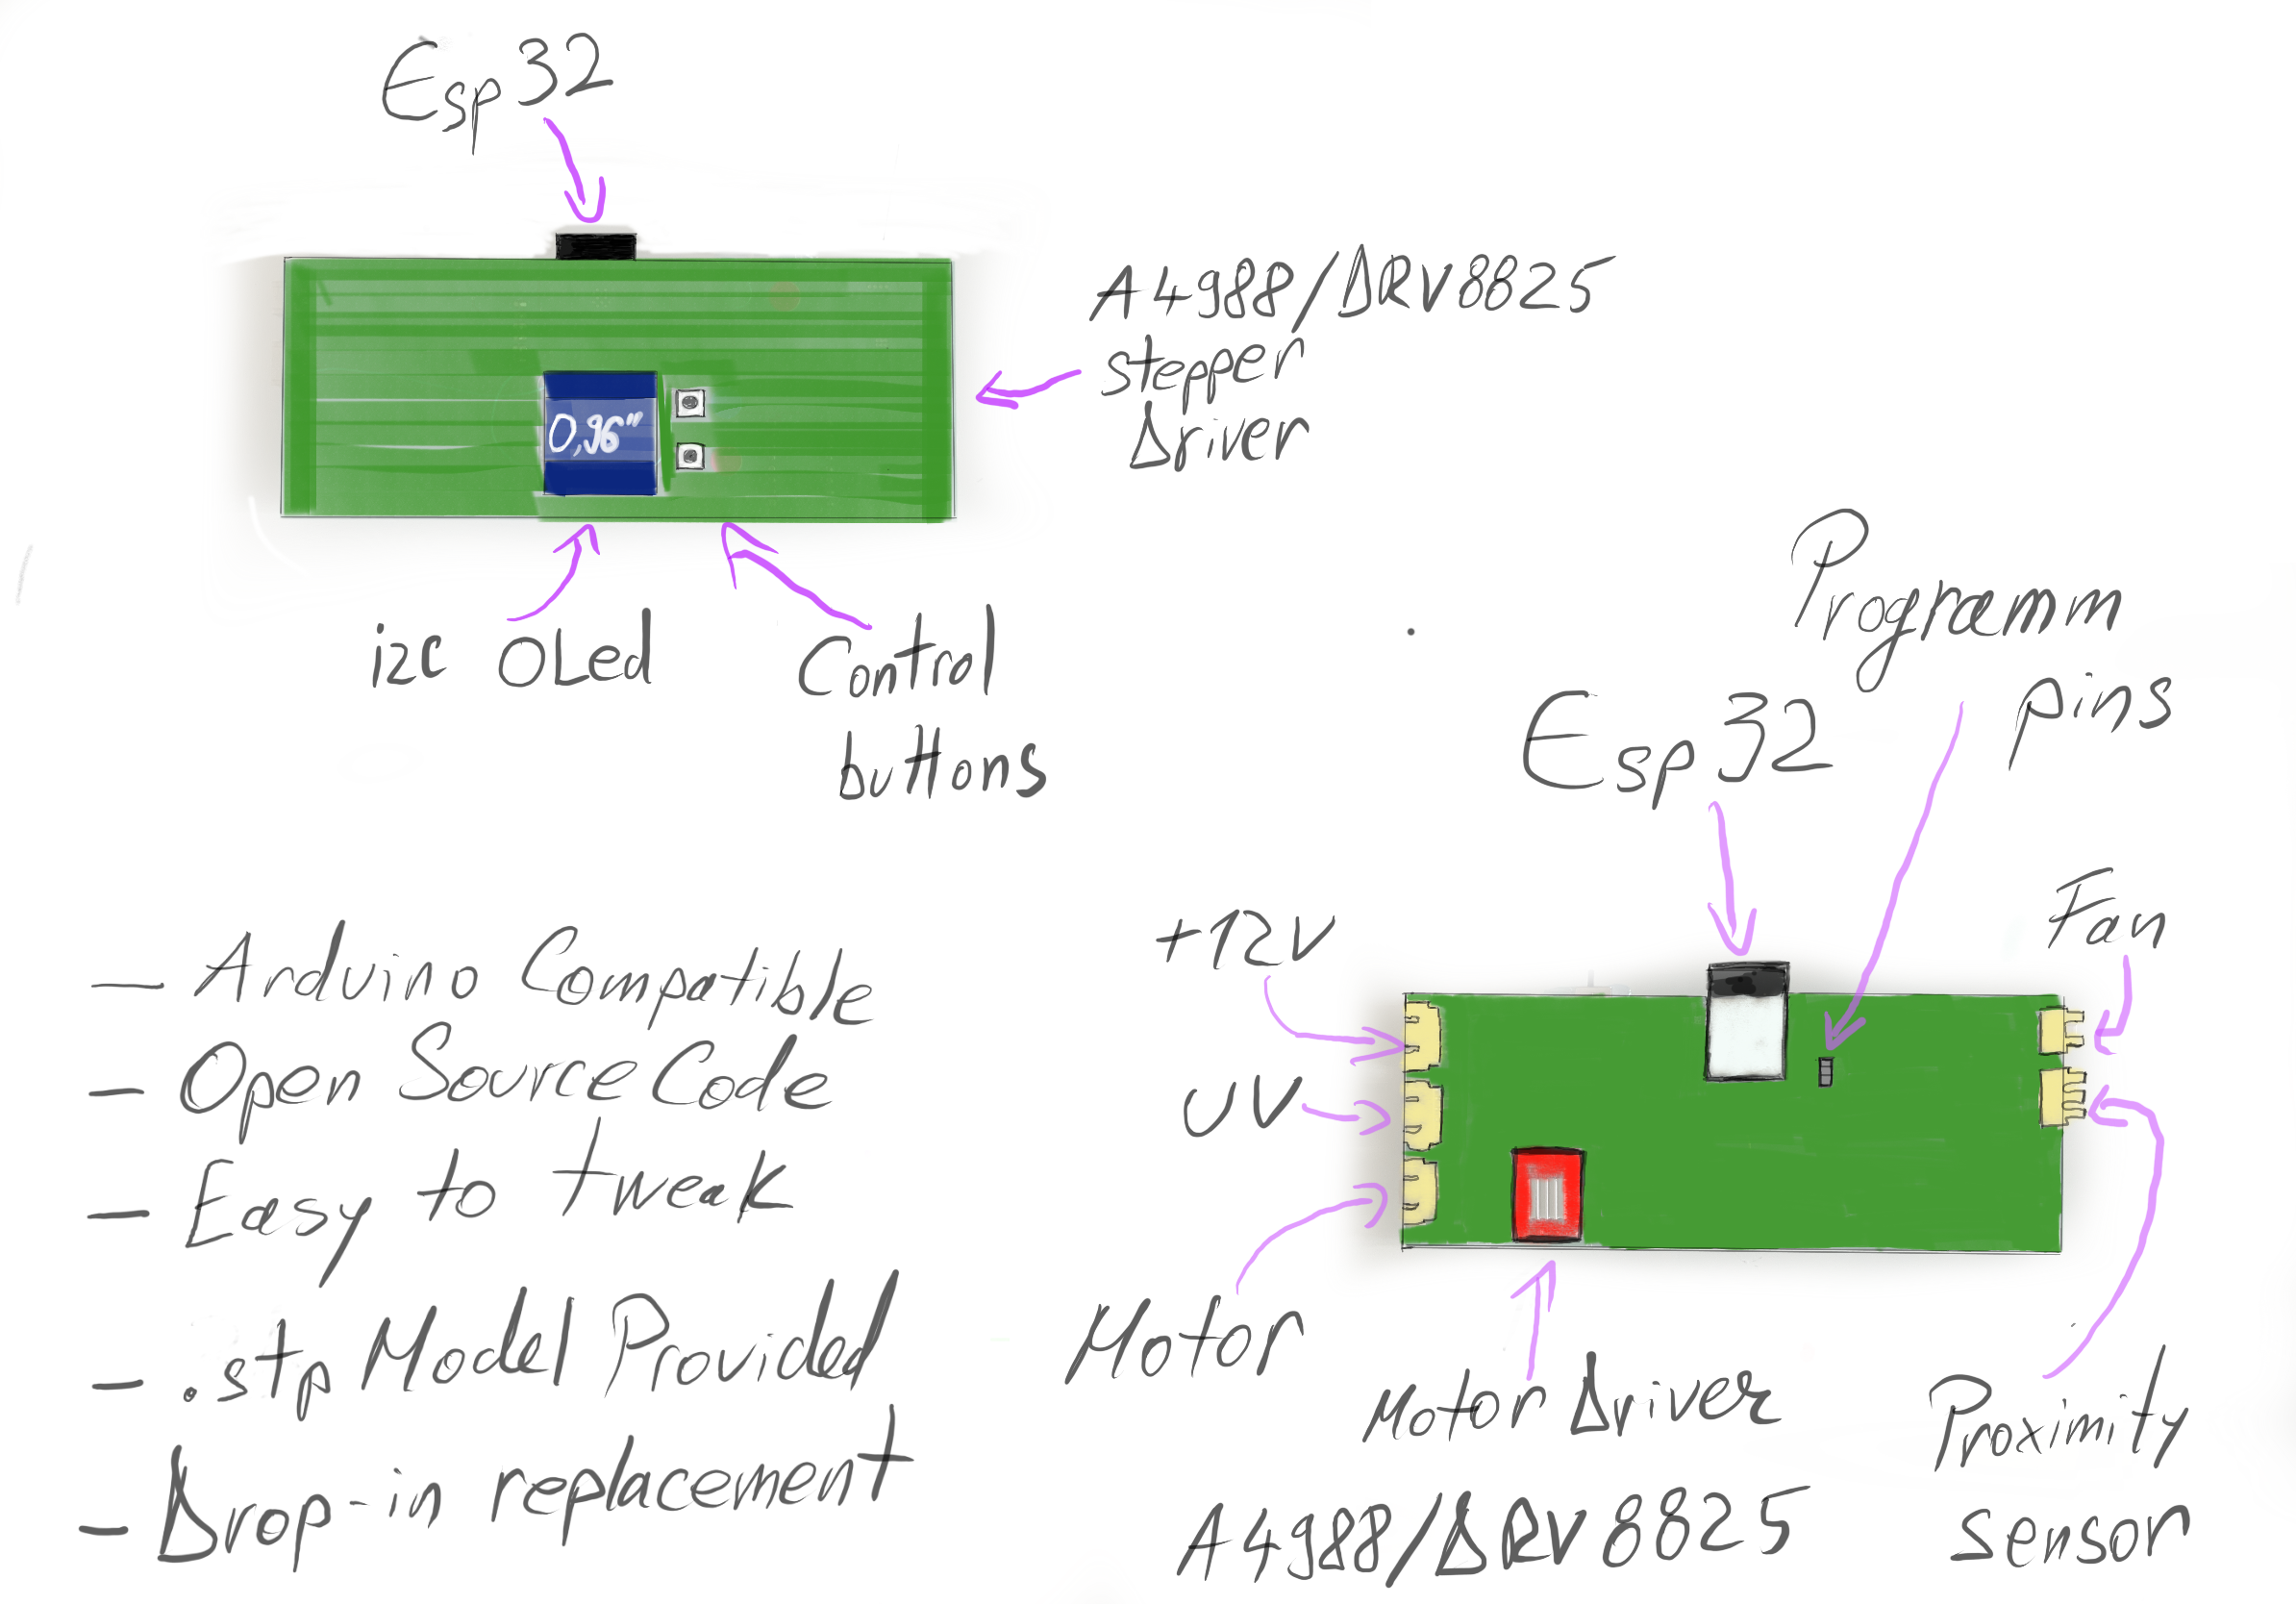 Esp32
A4988/DRV8825
stepper
Driver
0,96"
i2c OLed
Control
buttons
Programm
pins
Esp32
Fan
+12V
UV
Motor
Motor Driver
A4988/DRV8825
Proximity
sensor
- Arduino Compatible
- Open Source Code
- Easy to tweak
- .stp Model Provided
- Drop-in replacement